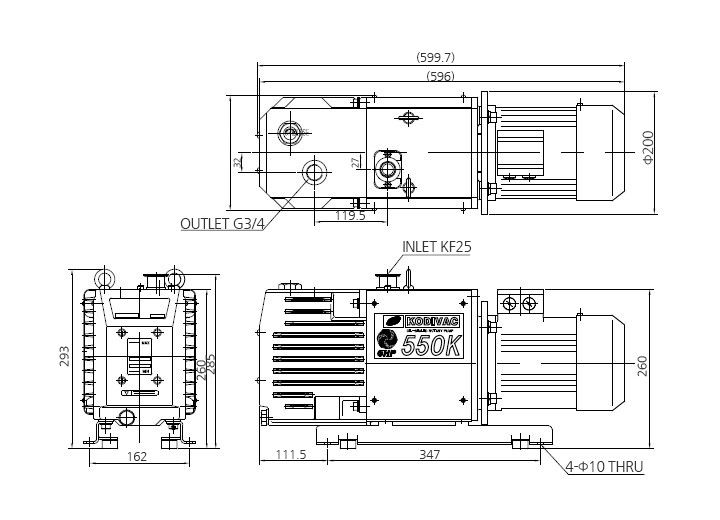 (599.7)
(596)
Φ200
32
27
119.5
OUTLET G3/4
INLET KF25
KODIVAC
550K
293
260
285
260
162
111.5
347
4-Φ10 THRU